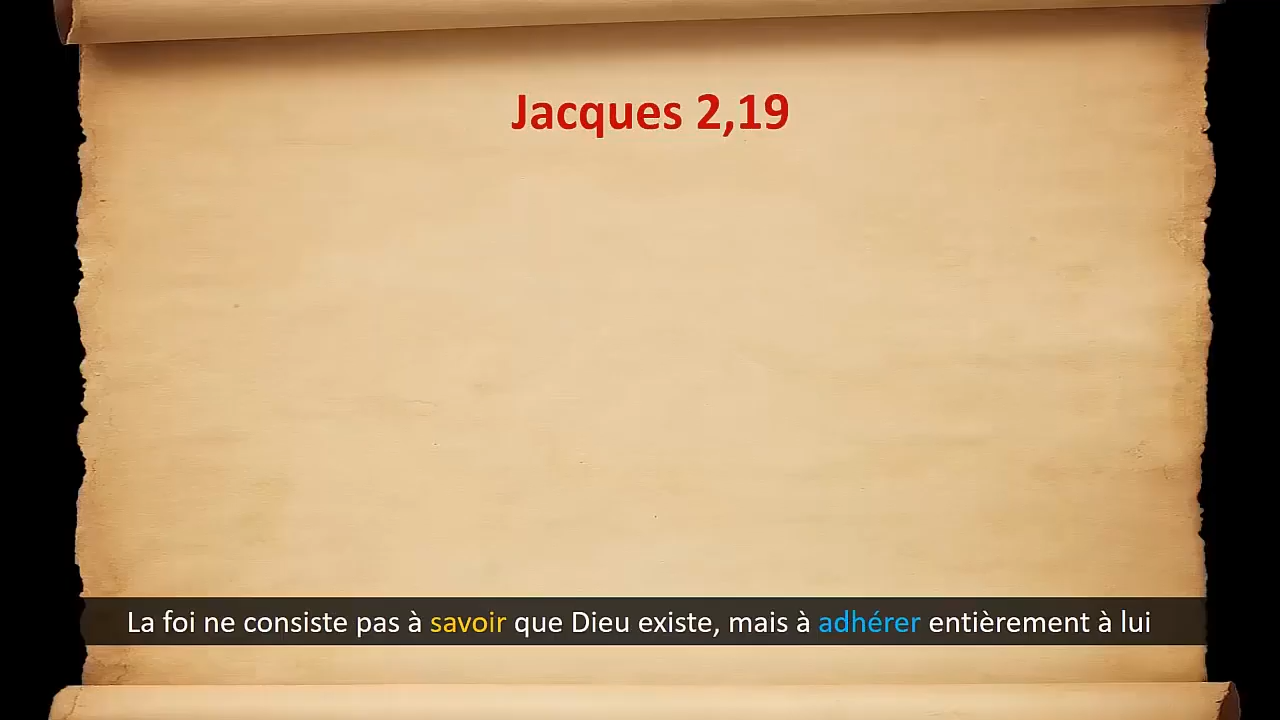 Jacques 2,19
La foi ne consiste pas à savoir que Dieu existe, mais à adhérer entièrement à lui